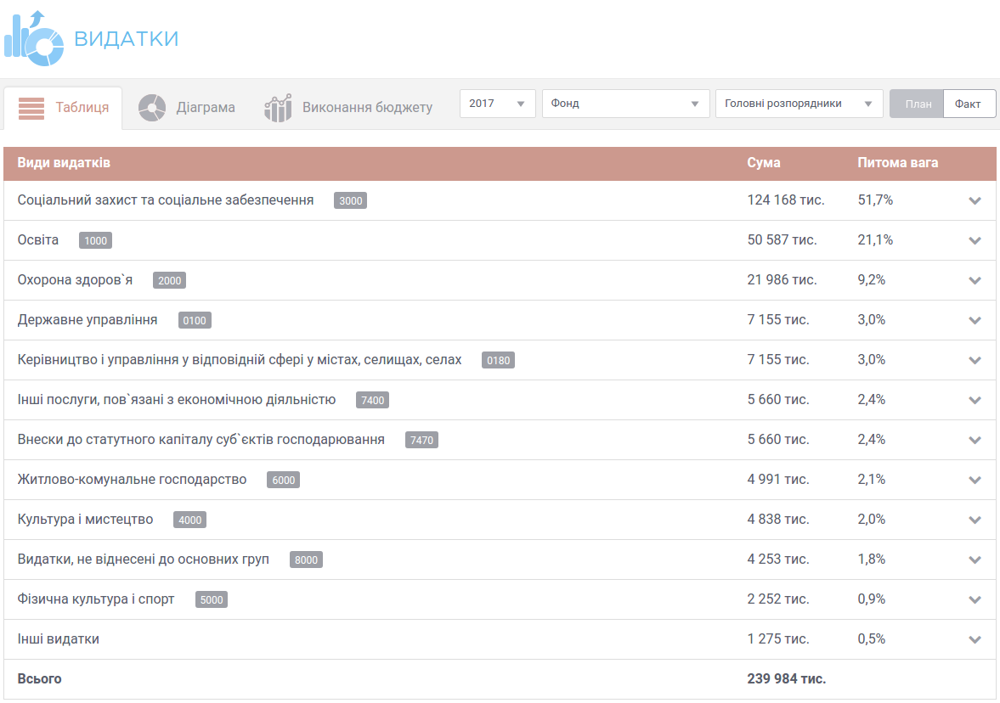 ВИДАТКИ
Таблиця Діаграма Виконання бюджету 2017 Фонд Головні розпорядники План Факт
Види видатків Сума Питома вага
Соціальний захист та соціальне забезпечення 3000 124 168 тис. 51,7%
Освіта 1000 50 587 тис. 21,1%
Охорона здоров`я 2000 21 986 тис. 9,2%
Державне управління 0100 7 155 тис. 3,0%
Керівництво і управління у відповідній сфері у містах, селищах, селах 0180 7 155 тис. 3,0%
Інші послуги, пов`язані з економічною діяльністю 7400 5 660 тис. 2,4%
Внески до статутного капіталу суб`єктів господарювання 7470 5 660 тис. 2,4%
Житлово-комунальне господарство 6000 4 991 тис. 2,1%
Культура і мистецтво 4000 4 838 тис. 2,0%
Видатки, не віднесені до основних груп 8000 4 253 тис. 1,8%
Фізична культура і спорт 5000 2 252 тис. 0,9%
Інші видатки 1 275 тис. 0,5%
Всього 239 984 тис.